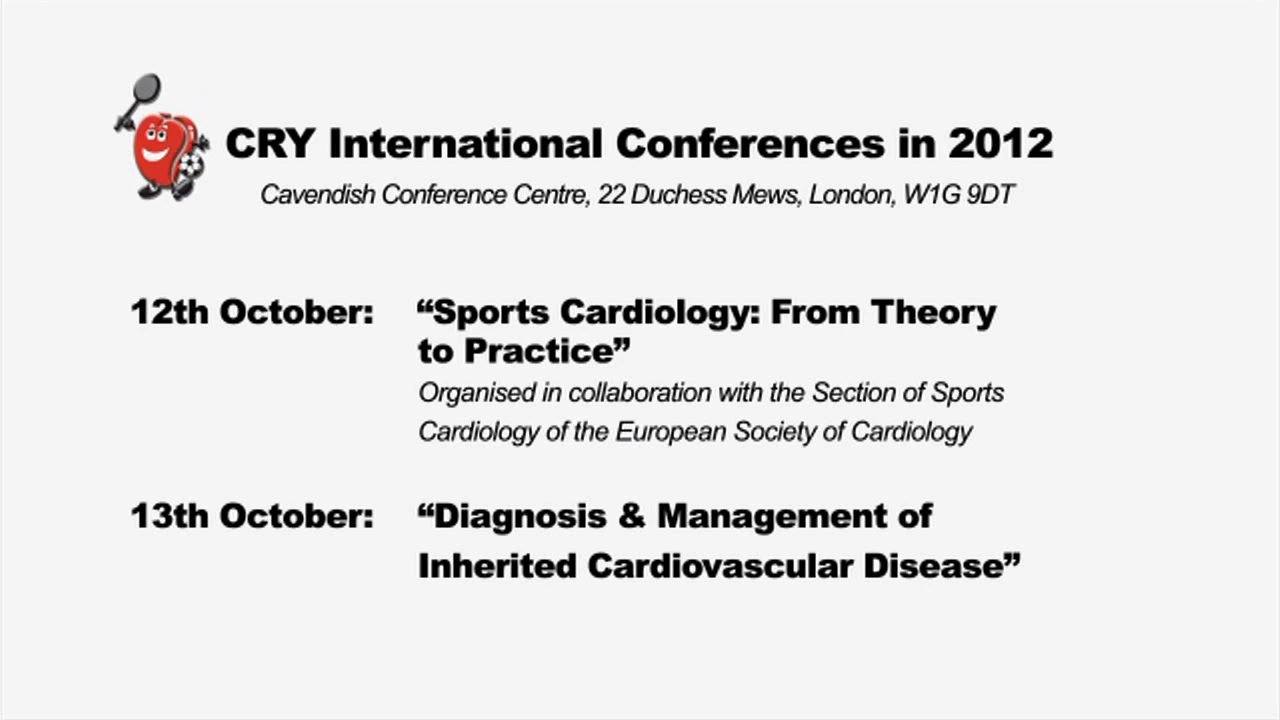 CRY International Conferences in 2012
Cavendish Conference Centre, 22 Duchess Mews, London, W1G 9DT
12th October: “Sports Cardiology: From Theory
to Practice”
Organised in collaboration with the Section of Sports
Cardiology of the European Society of Cardiology
13th October: “Diagnosis & Management of
Inherited Cardiovascular Disease”